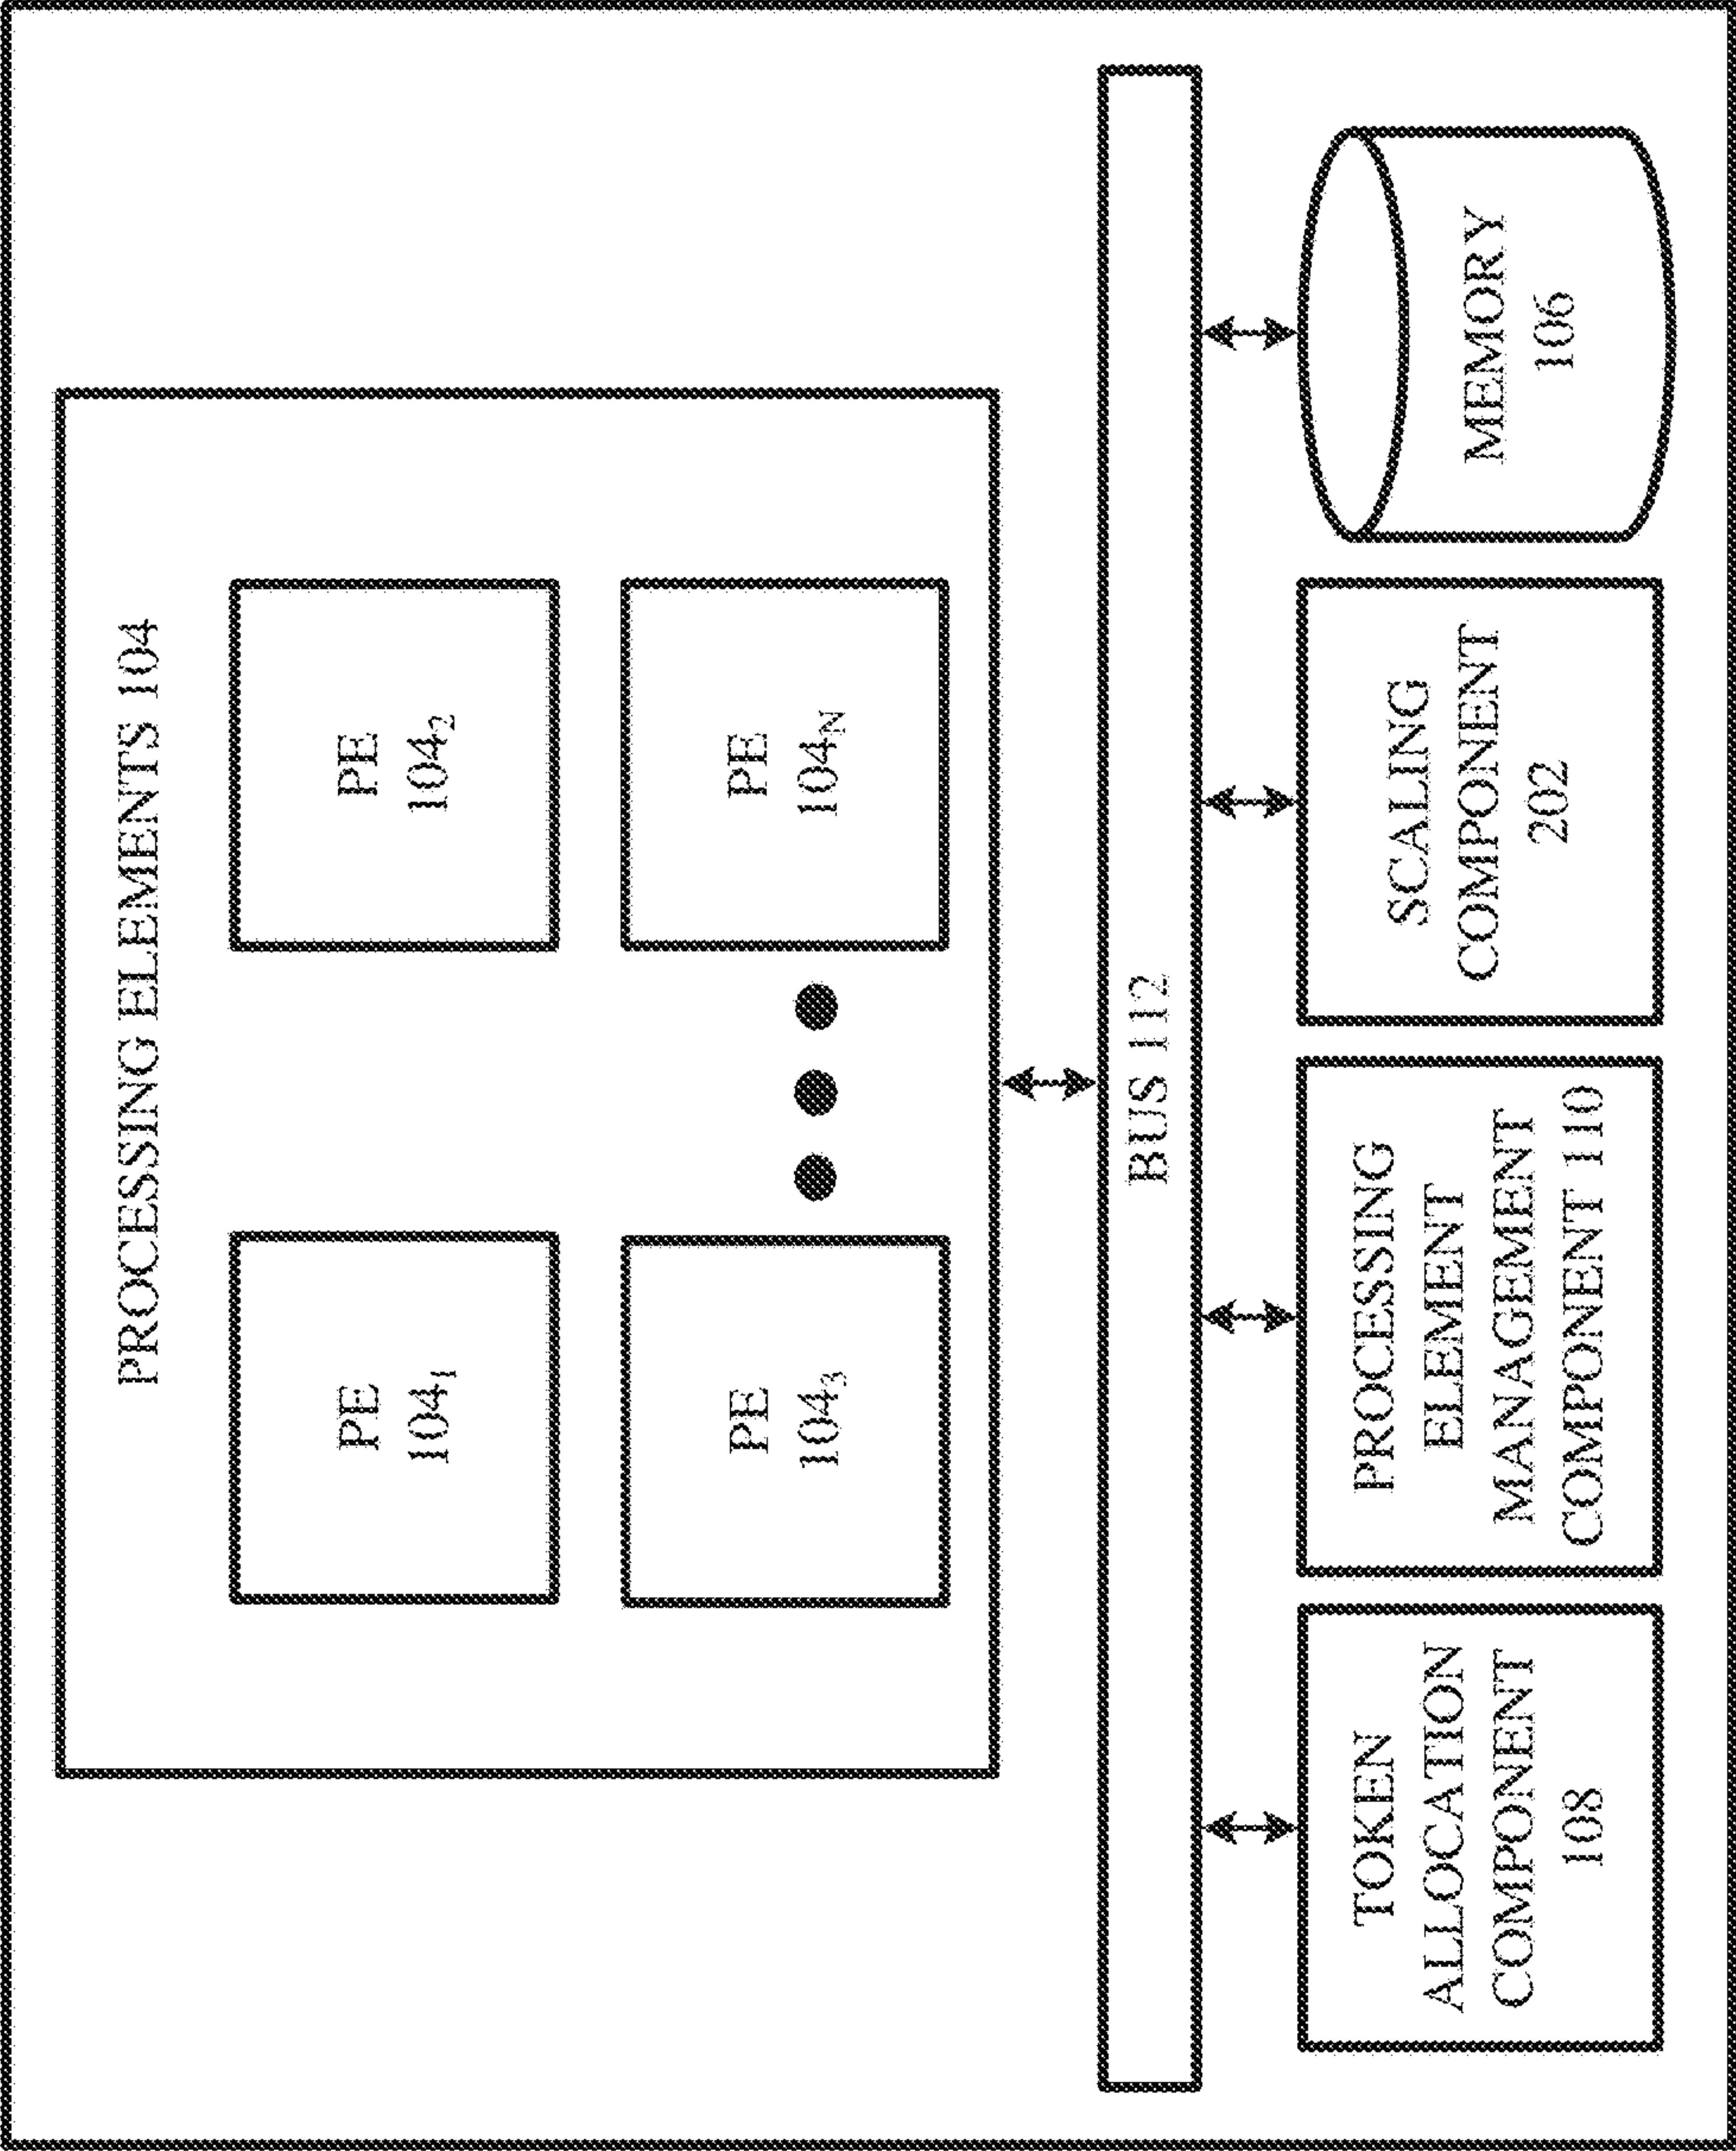 PROCESSING ELEMENTS 104
PE
104₁
PE
104₂
PE
104₃
PE
104N
BUS 112
TOKEN
ALLOCATION
COMPONENT
108
PROCESSING
ELEMENT
MANAGEMENT
COMPONENT 110
SCALING
COMPONENT
202
MEMORY
106